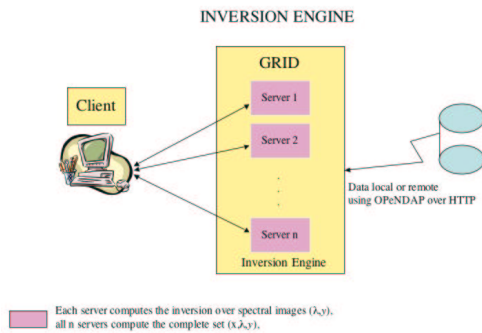 INVERSION ENGINE
GRID
Client
Server 1
Server 2
.
.
.
Server n
Inversion Engine
Data local or remote
using OPeNDAP over HTTP
Each server computes the inversion over spectral images (λ,y),
all n servers compute the complete set (x,λ,y),